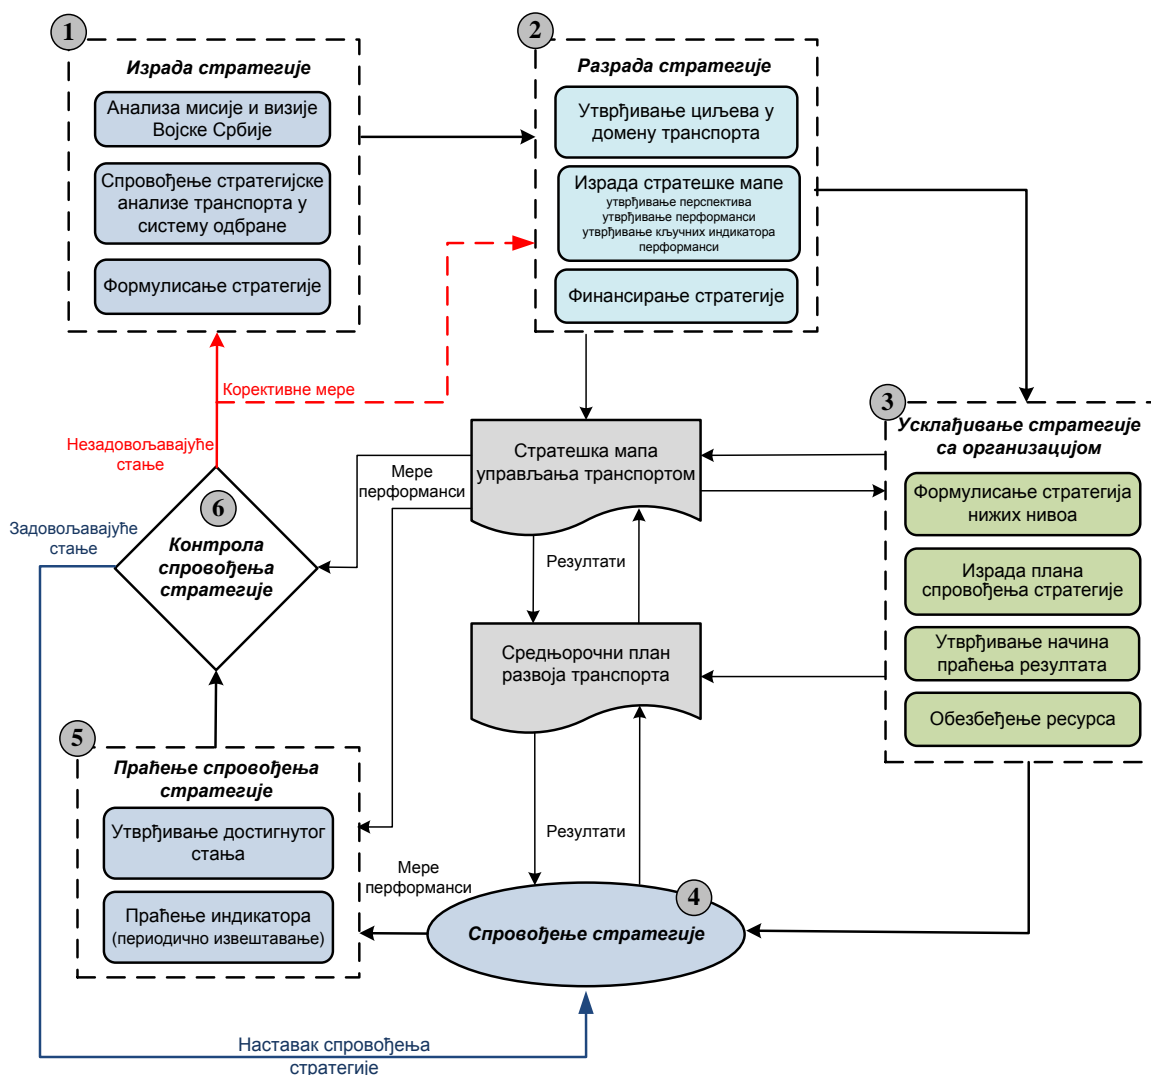 1
Израда стратегије
Анализа мисије и визије
Војске Србије
Спровођење стратегијске
анализе транспорта у
систему одбране
Формулисање стратегије
2
Разрада стратегије
Утврђивање циљева у
домену транспорта
Израда стратешке мапе
утврђивање перспектива
утврђивање перформанси
утврђивање кључних индикатора
перформанси
Финансирање стратегије
Корективне мере
Незадовољавајуће
стање
3
Усклађивање стратегије
са организацијом
Формулисање стратегија
нижих нивоа
Израда плана
спровођења стратегије
Утврђивање начина
праћења резултата
Обезбеђење ресурса
Стратешка мапа
управљања транспортом
Мере
перформанси
6
Контрола
спровођења
стратегије
Задовољавајуће
стање
Резултати
Средњорочни план
развоја транспорта
5
Праћење спровођења
стратегије
Утврђивање достигнутог
стања
Праћење индикатора
(периодично извештавање)
Резултати
Мере
перформанси
4
Спровођење стратегије
Наставак спровођења
стратегије